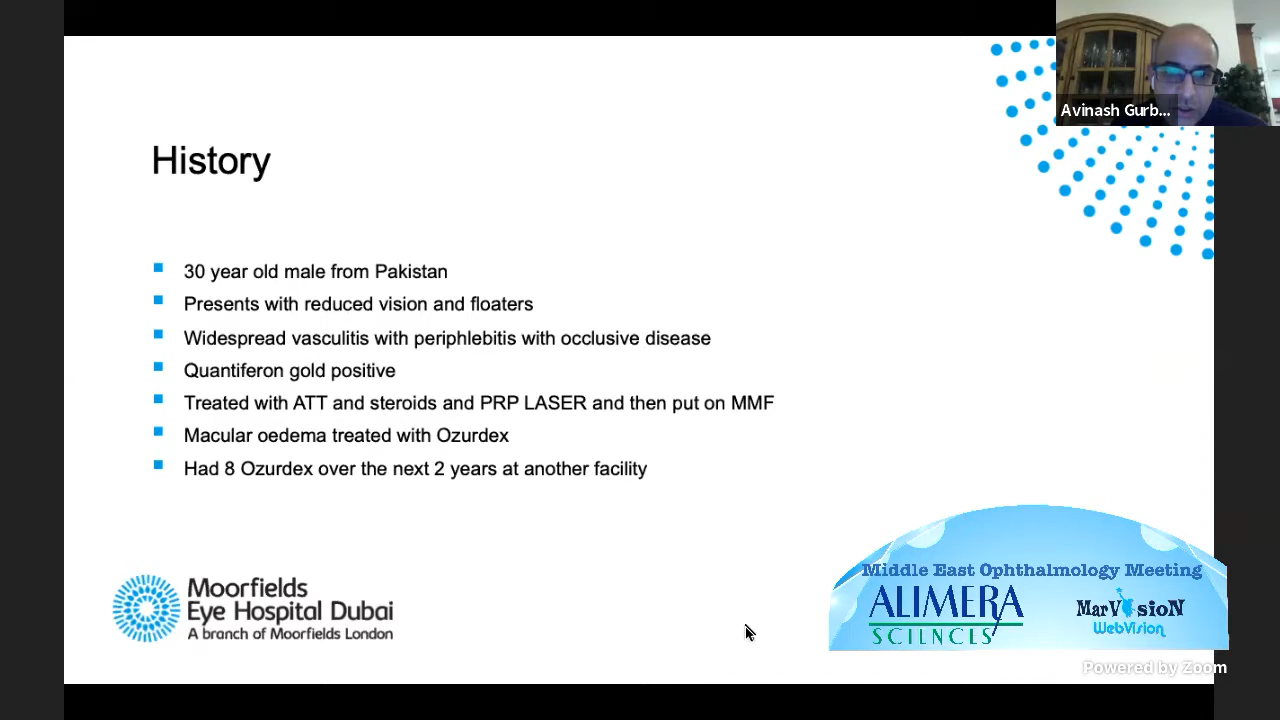 Avinash Gurb...
History
30 year old male from Pakistan
Presents with reduced vision and floaters
Widespread vasculitis with periphlebitis with occlusive disease
Quantiferon gold positive
Treated with ATT and steroids and PRP LASER and then put on MMF
Macular oedema treated with Ozurdex
Had 8 Ozurdex over the next 2 years at another facility
Moorfields
Eye Hospital Dubai
A branch of Moorfields London
Middle East Ophthalmology Meeting
ALIMERA
SCIENCES
MarVisioN
WebVision
Powered by Zoom